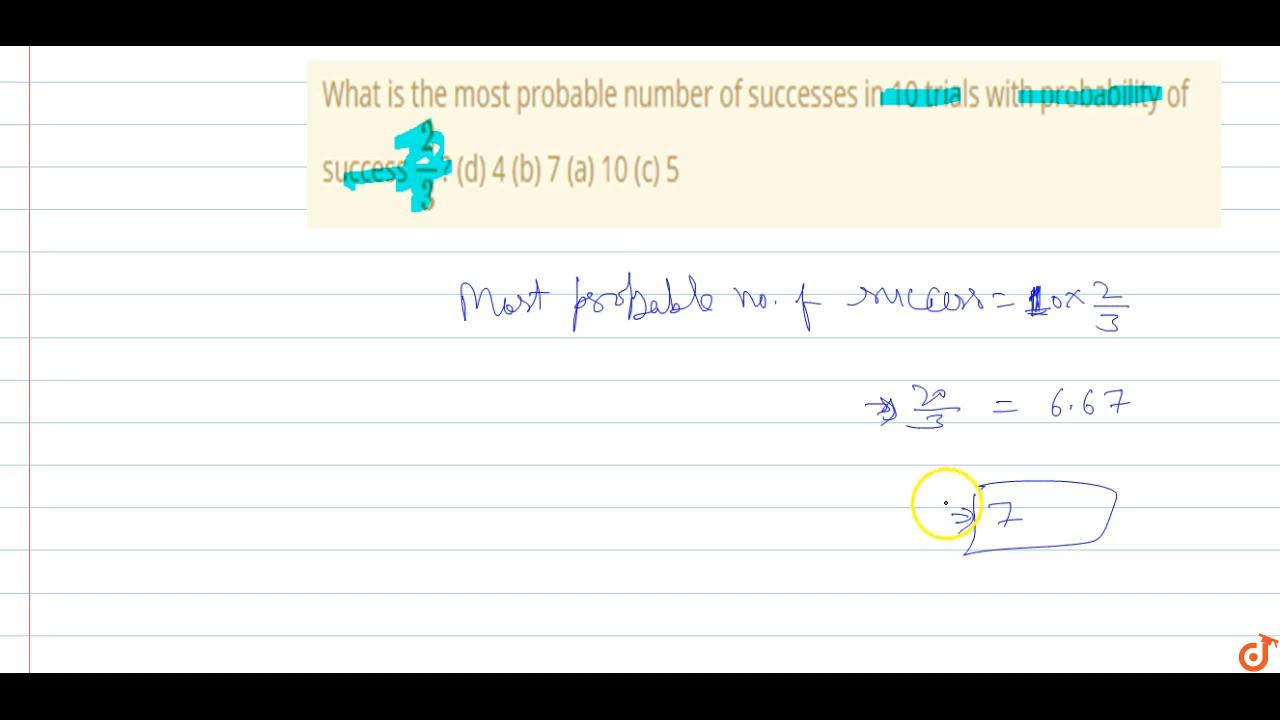 What is the most probable number of successes in 10 trials with probability of
success 2/3 ? (d) 4 (b) 7 (a) 10 (c) 5
Most probable no. of success = 10 × 2/3
⇒ 20/3 = 6.67
⇒ 7